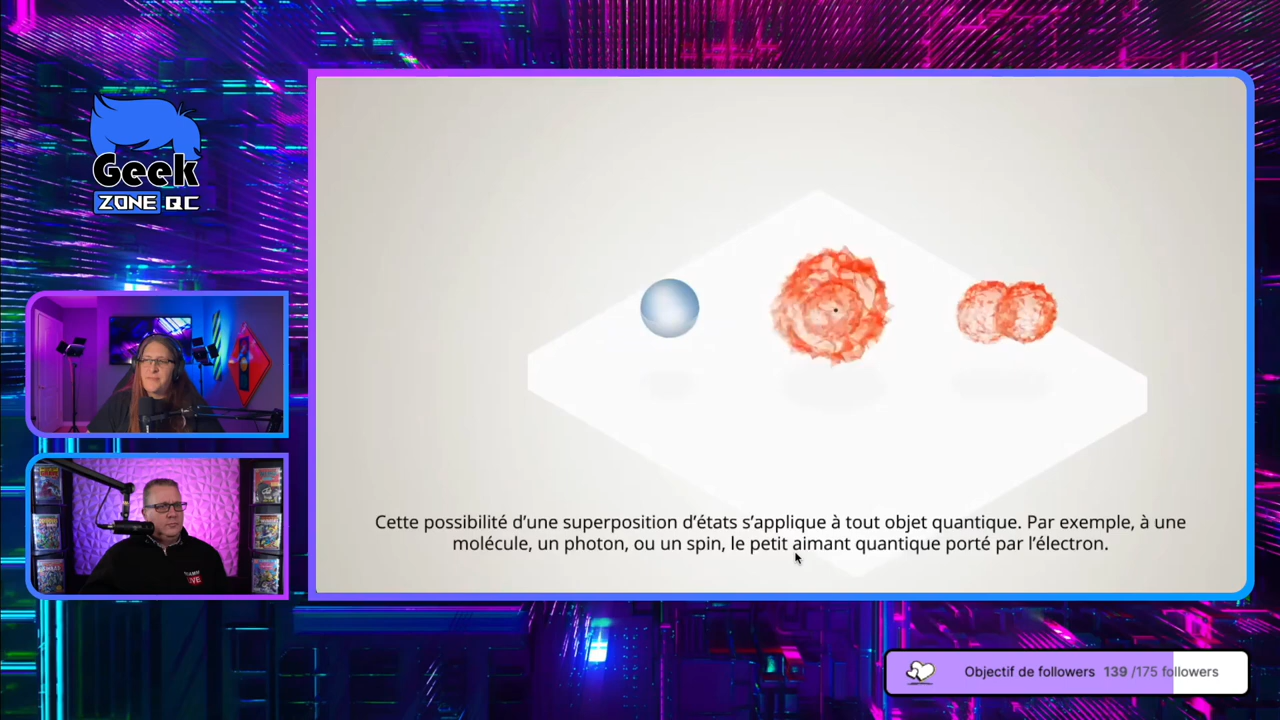 Geek
ZONE QC
Cette possibilité d’une superposition d’états s’applique à tout objet quantique. Par exemple, à une
molécule, un photon, ou un spin, le petit aimant quantique porté par l’électron.
Objectif de followers 139 /175 followers